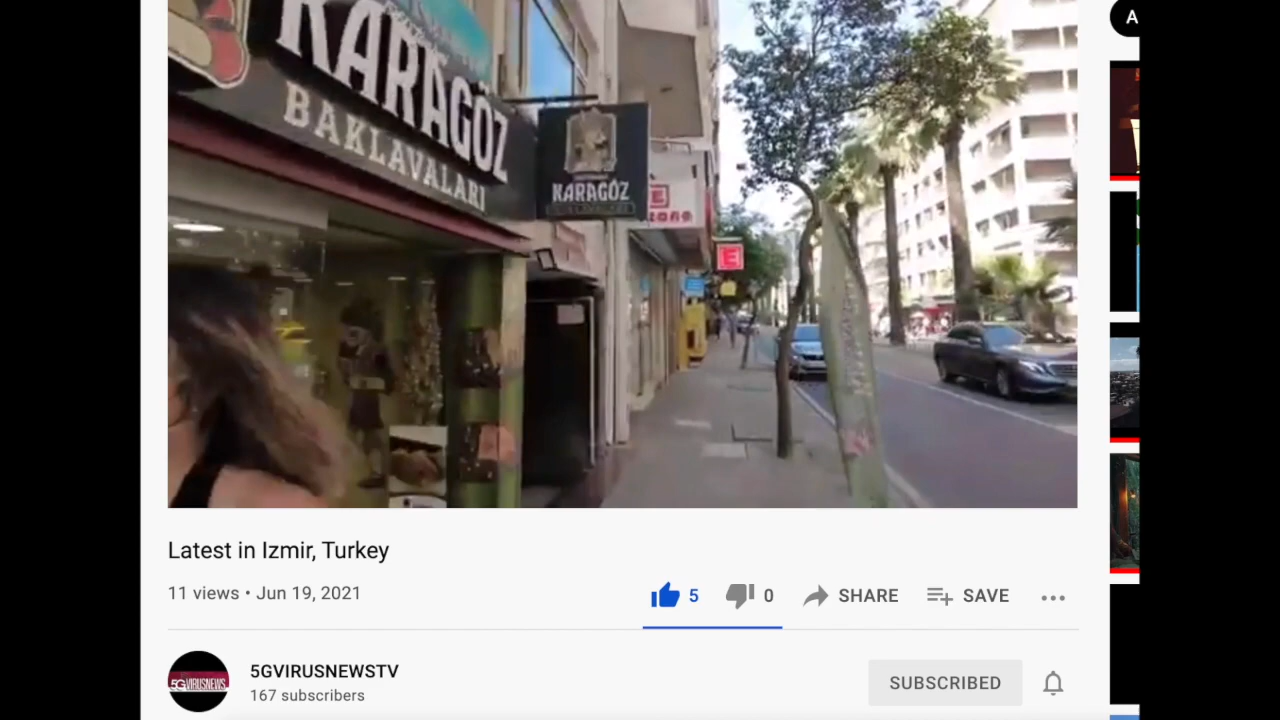 A
KARAGÖZ
BAKLAVALARI
KARAGÖZ
E
E
Latest in Izmir, Turkey
11 views • Jun 19, 2021
5
0
SHARE
SAVE
5GVIRUSNEWS
5GVIRUSNEWSTV
167 subscribers
SUBSCRIBED